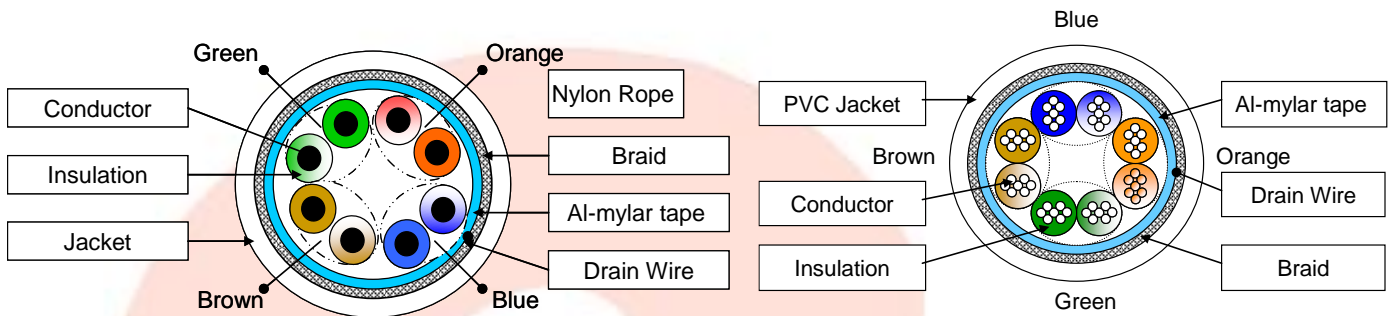 Green
Orange
Conductor
Nylon Rope
Insulation
Braid
Al-mylar tape
Jacket
Drain Wire
Brown
Blue
Blue
PVC Jacket
Al-mylar tape
Brown
Orange
Conductor
Drain Wire
Insulation
Braid
Green